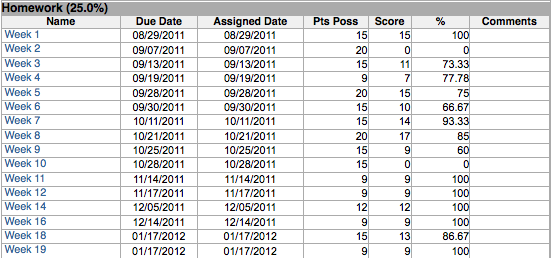 Homework (25.0%)
Name Due Date Assigned Date Pts Poss Score % Comments
Week 1 08/29/2011 08/29/2011 15 15 100
Week 2 09/07/2011 09/07/2011 20 0 0
Week 3 09/13/2011 09/13/2011 15 11 73.33
Week 4 09/19/2011 09/19/2011 9 7 77.78
Week 5 09/28/2011 09/28/2011 20 15 75
Week 6 09/30/2011 09/30/2011 15 10 66.67
Week 7 10/11/2011 10/11/2011 15 14 93.33
Week 8 10/21/2011 10/21/2011 20 17 85
Week 9 10/25/2011 10/25/2011 15 9 60
Week 10 10/28/2011 10/28/2011 15 0 0
Week 11 11/14/2011 11/14/2011 9 9 100
Week 12 11/17/2011 11/17/2011 9 9 100
Week 14 12/05/2011 12/05/2011 12 12 100
Week 16 12/14/2011 12/14/2011 9 9 100
Week 18 01/17/2012 01/17/2012 15 13 86.67
Week 19 01/17/2012 01/17/2012 9 9 100